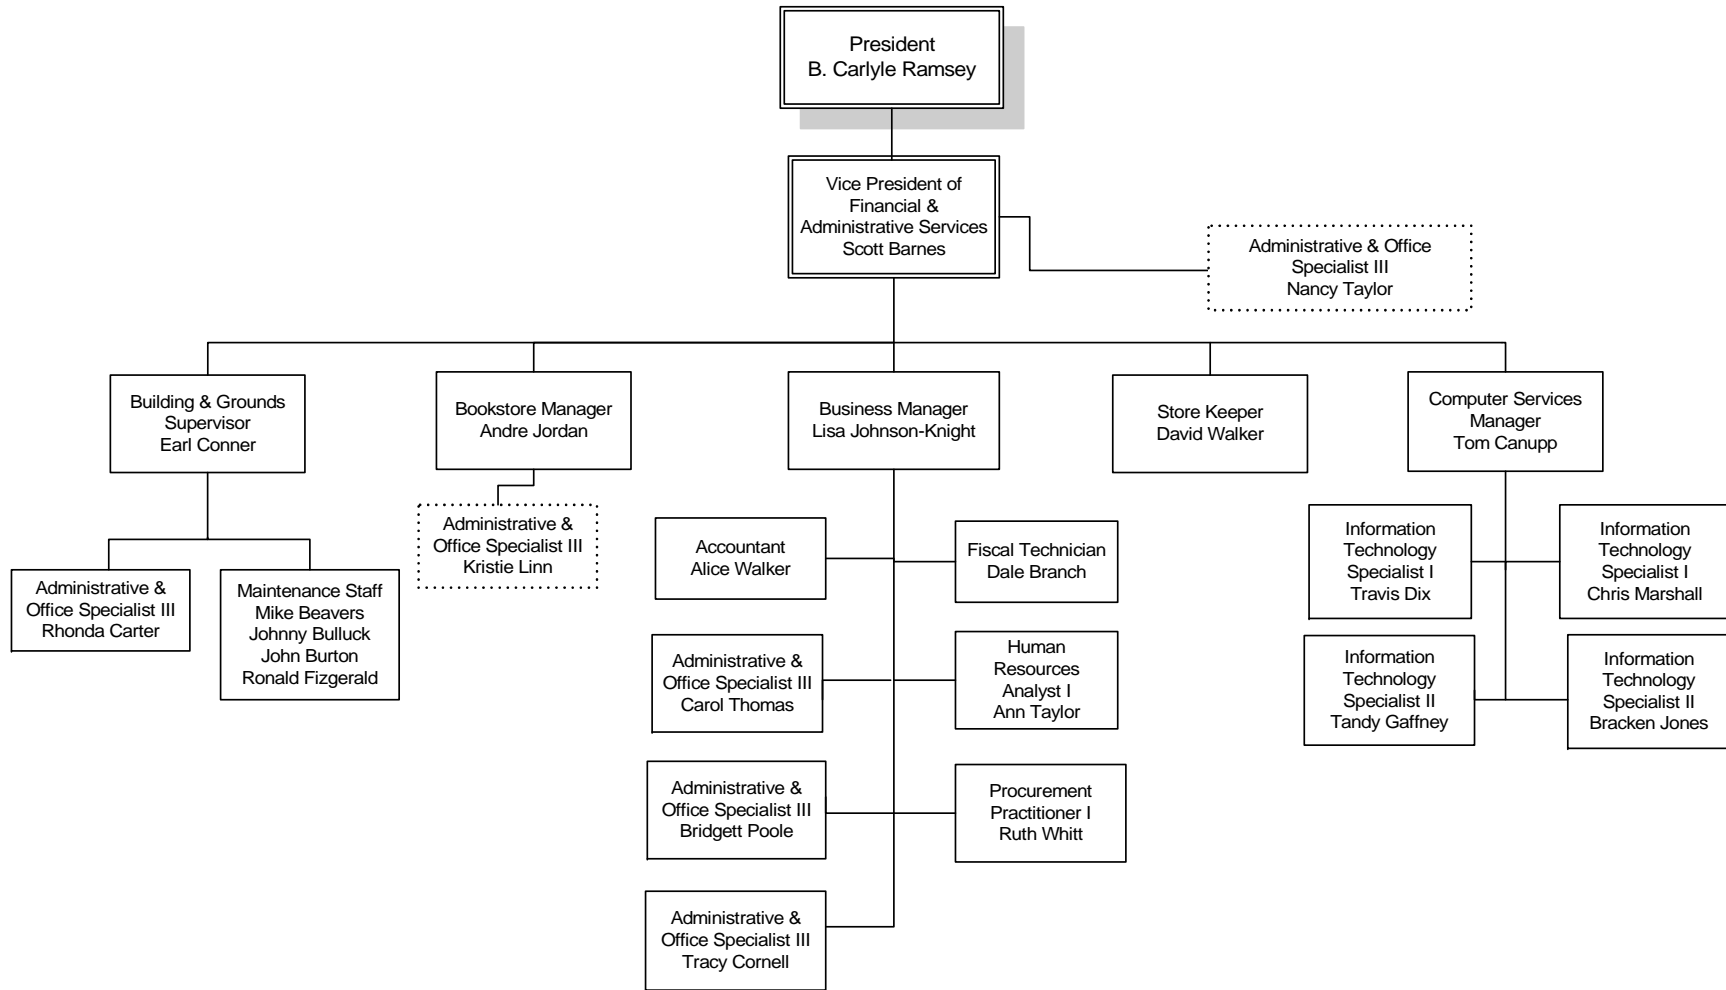 President
B. Carlyle Ramsey
Vice President of
Financial &
Administrative Services
Scott Barnes
Administrative & Office
Specialist III
Nancy Taylor
Building & Grounds
Supervisor
Earl Conner
Bookstore Manager
Andre Jordan
Business Manager
Lisa Johnson-Knight
Store Keeper
David Walker
Computer Services
Manager
Tom Canupp
Administrative &
Office Specialist III
Rhonda Carter
Maintenance Staff
Mike Beavers
Johnny Bulluck
John Burton
Ronald Fizgerald
Administrative &
Office Specialist III
Kristie Linn
Accountant
Alice Walker
Fiscal Technician
Dale Branch
Administrative &
Office Specialist III
Carol Thomas
Human
Resources
Analyst I
Ann Taylor
Administrative &
Office Specialist III
Bridgett Poole
Procurement
Practitioner I
Ruth Whitt
Administrative &
Office Specialist III
Tracy Cornell
Information
Technology
Specialist I
Travis Dix
Information
Technology
Specialist I
Chris Marshall
Information
Technology
Specialist II
Tandy Gaffney
Information
Technology
Specialist II
Bracken Jones